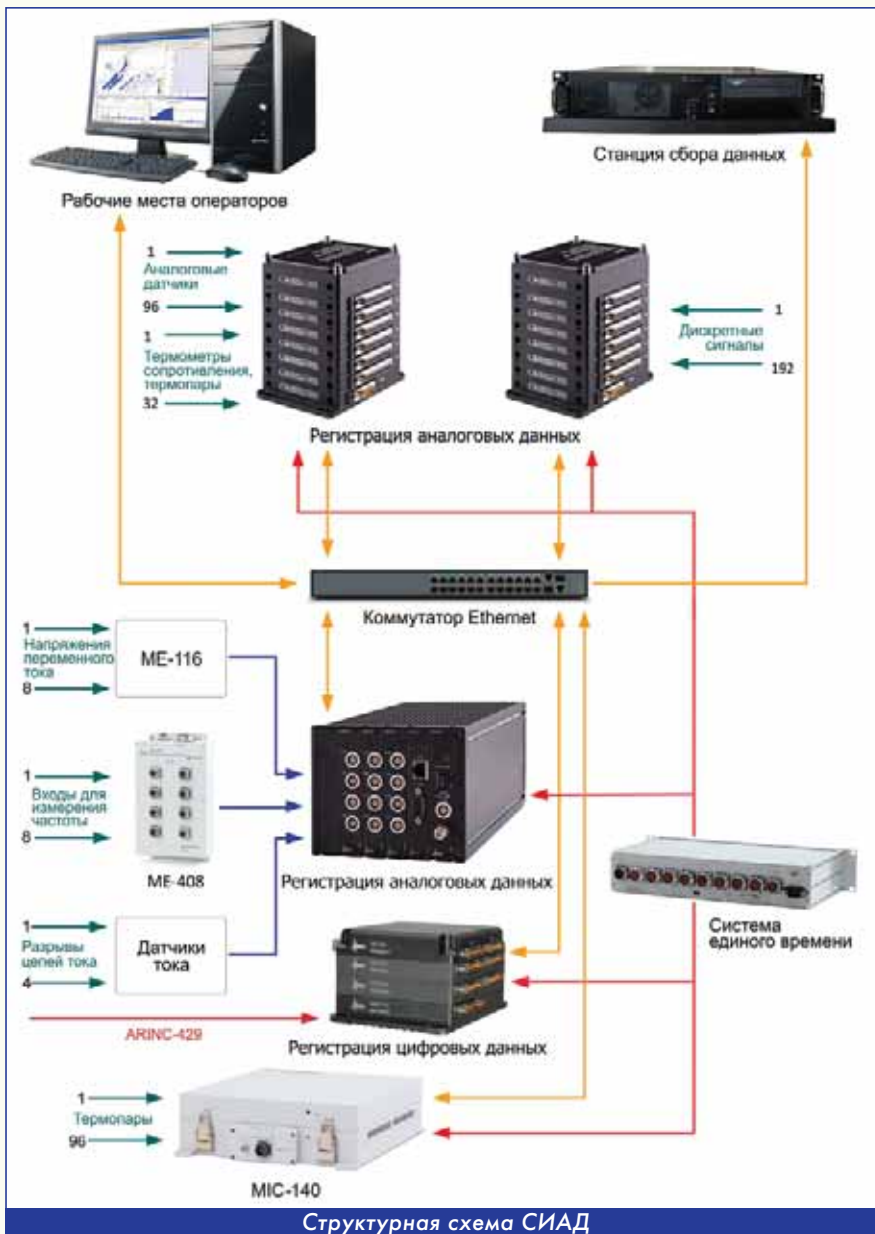 Станция сбора данных
Рабочие места операторов
1
Аналоговые
датчики
96
1
Термометры
сопротивления,
термопары
32
1
Дискретные
сигналы
192
Регистрация аналоговых данных
Коммутатор Ethernet
1
Напряжения
переменного
тока
8
ME-116
1
Входы для
измерения
частоты
8
ME-408
Регистрация аналоговых данных
Система
единого времени
1
Разрывы
цепей тока
4
Датчики
тока
ARINC-429
Регистрация цифровых данных
1
Термопары
96
MIC-140
Структурная схема СИАД